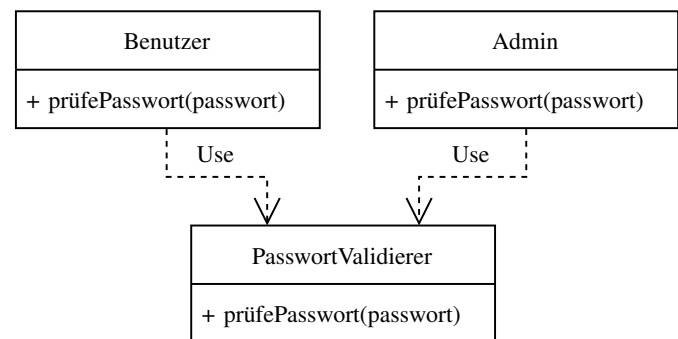 Benutzer
+ prüfePasswort(passwort)
Admin
+ prüfePasswort(passwort)
Use
Use
PasswortValidierer
+ prüfePasswort(passwort)